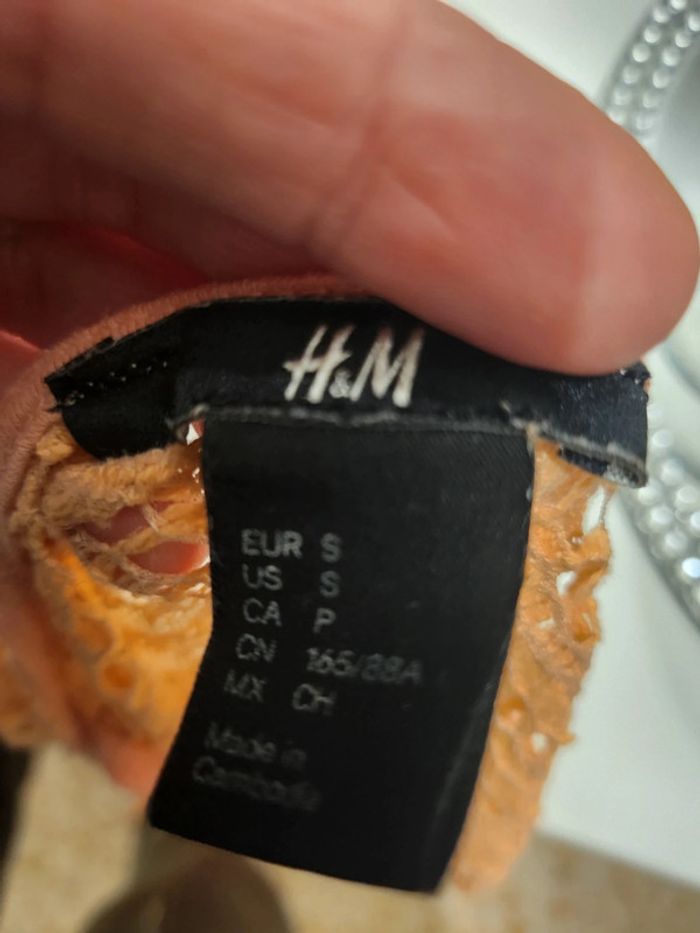 H&M
EUR S
US S
CA P
CN 165/88A
MX CH
Made in
Cambodia